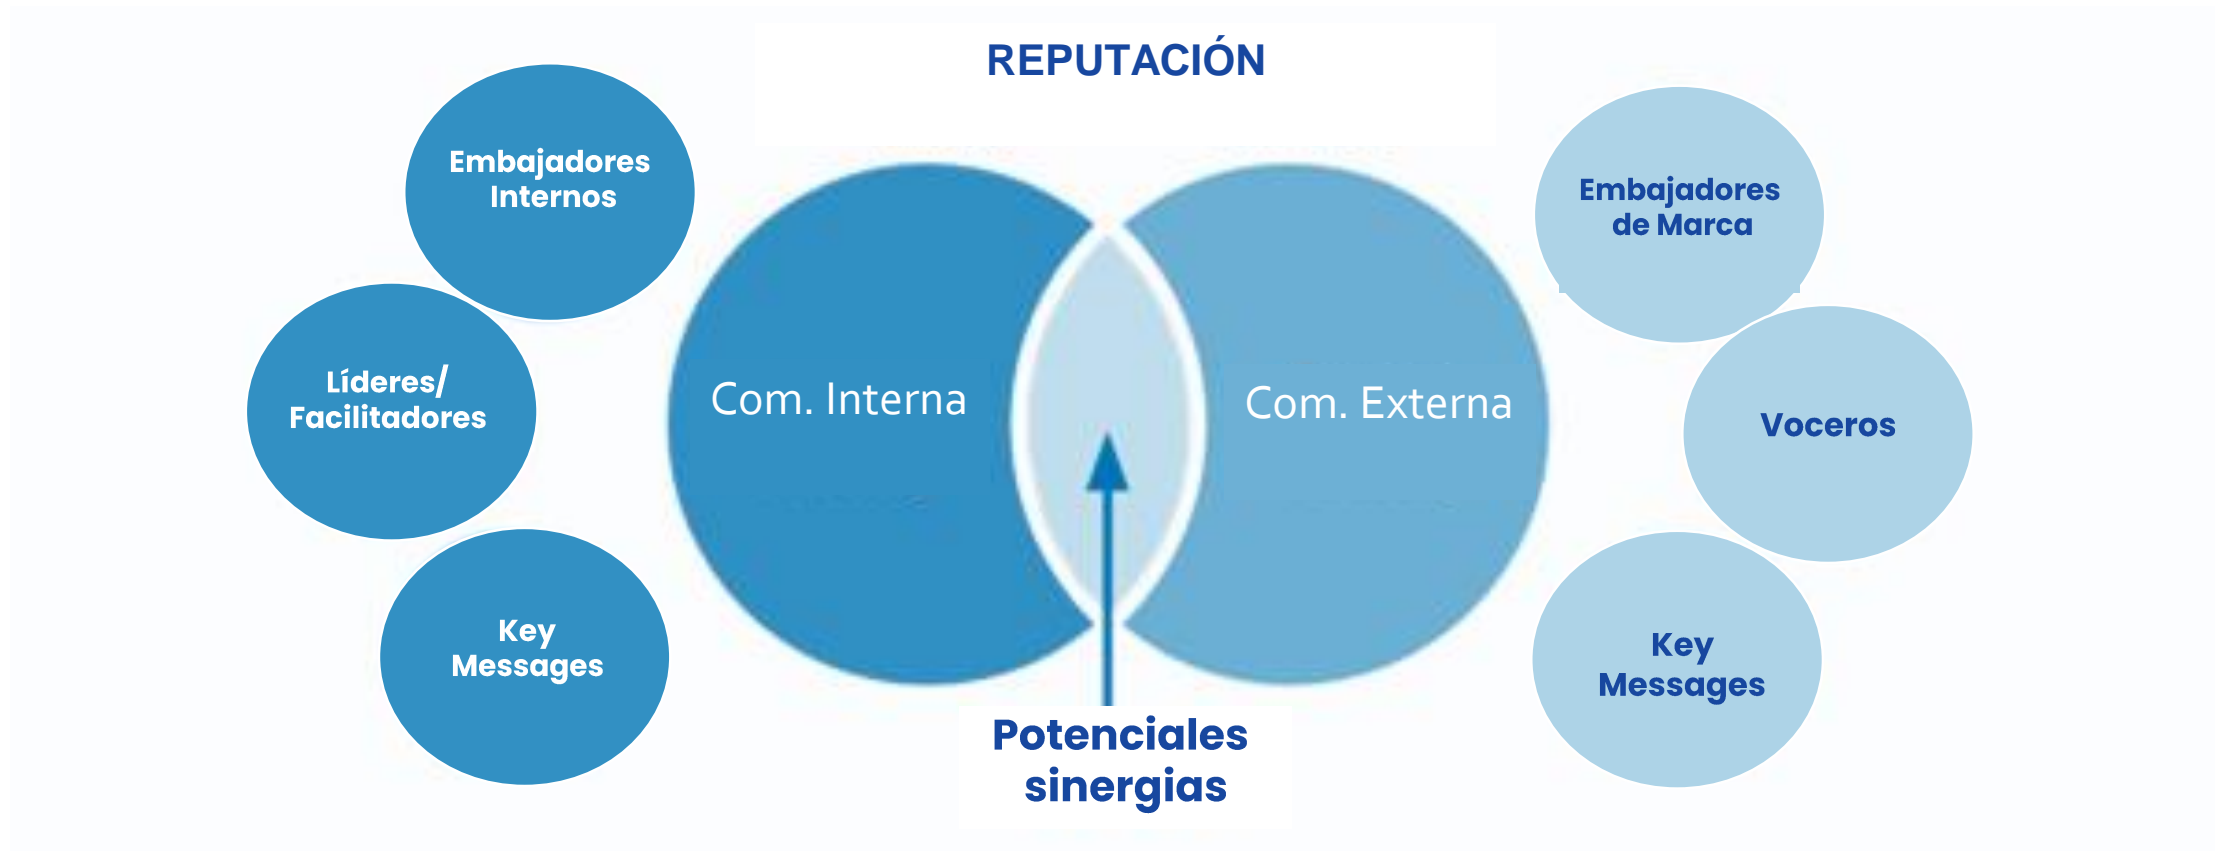 REPUTACIÓN
Embajadores
Internos
Líderes/
Facilitadores
Key
Messages
Com. Interna
Com. Externa
Potenciales
sinergias
Embajadores
de Marca
Voceros
Key
Messages